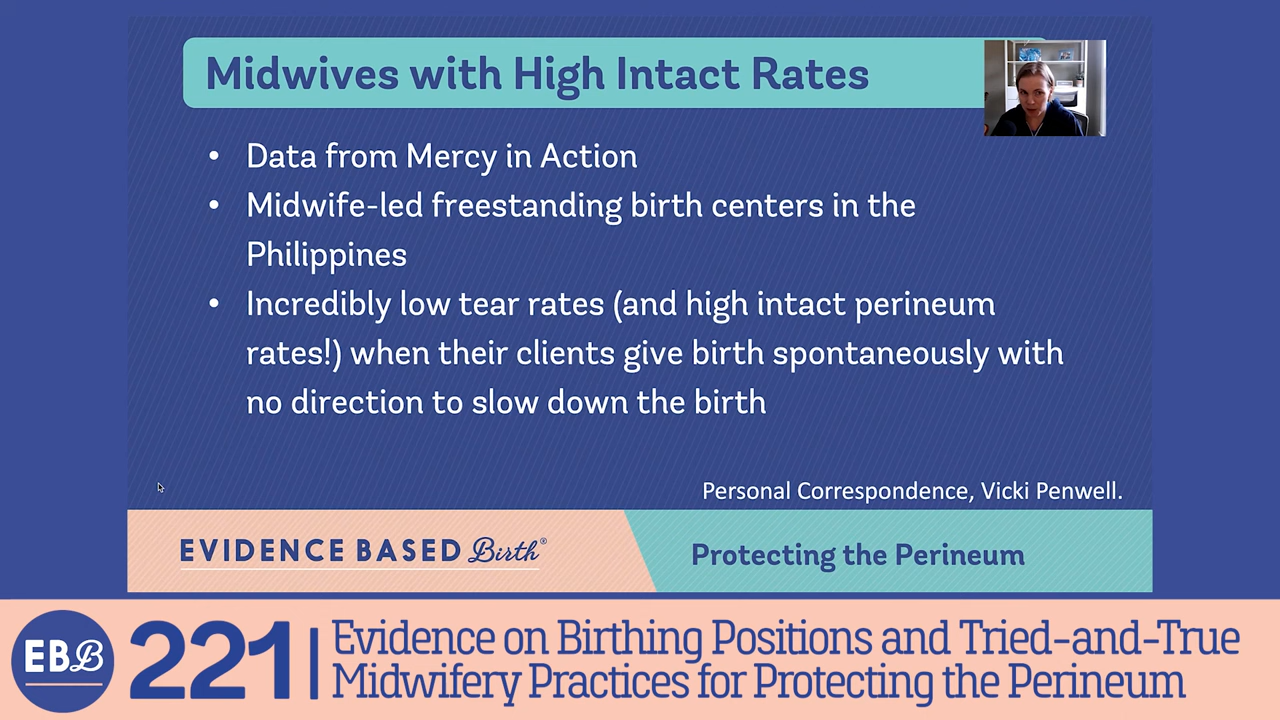 Midwives with High Intact Rates
• Data from Mercy in Action
• Midwife-led freestanding birth centers in the
Philippines
• Incredibly low tear rates (and high intact perineum
rates!) when their clients give birth spontaneously with
no direction to slow down the birth
Personal Correspondence, Vicki Penwell.
EVIDENCE BASED Birth®
Protecting the Perineum
EBB
221
Evidence on Birthing Positions and Tried-and-True
Midwifery Practices for Protecting the Perineum